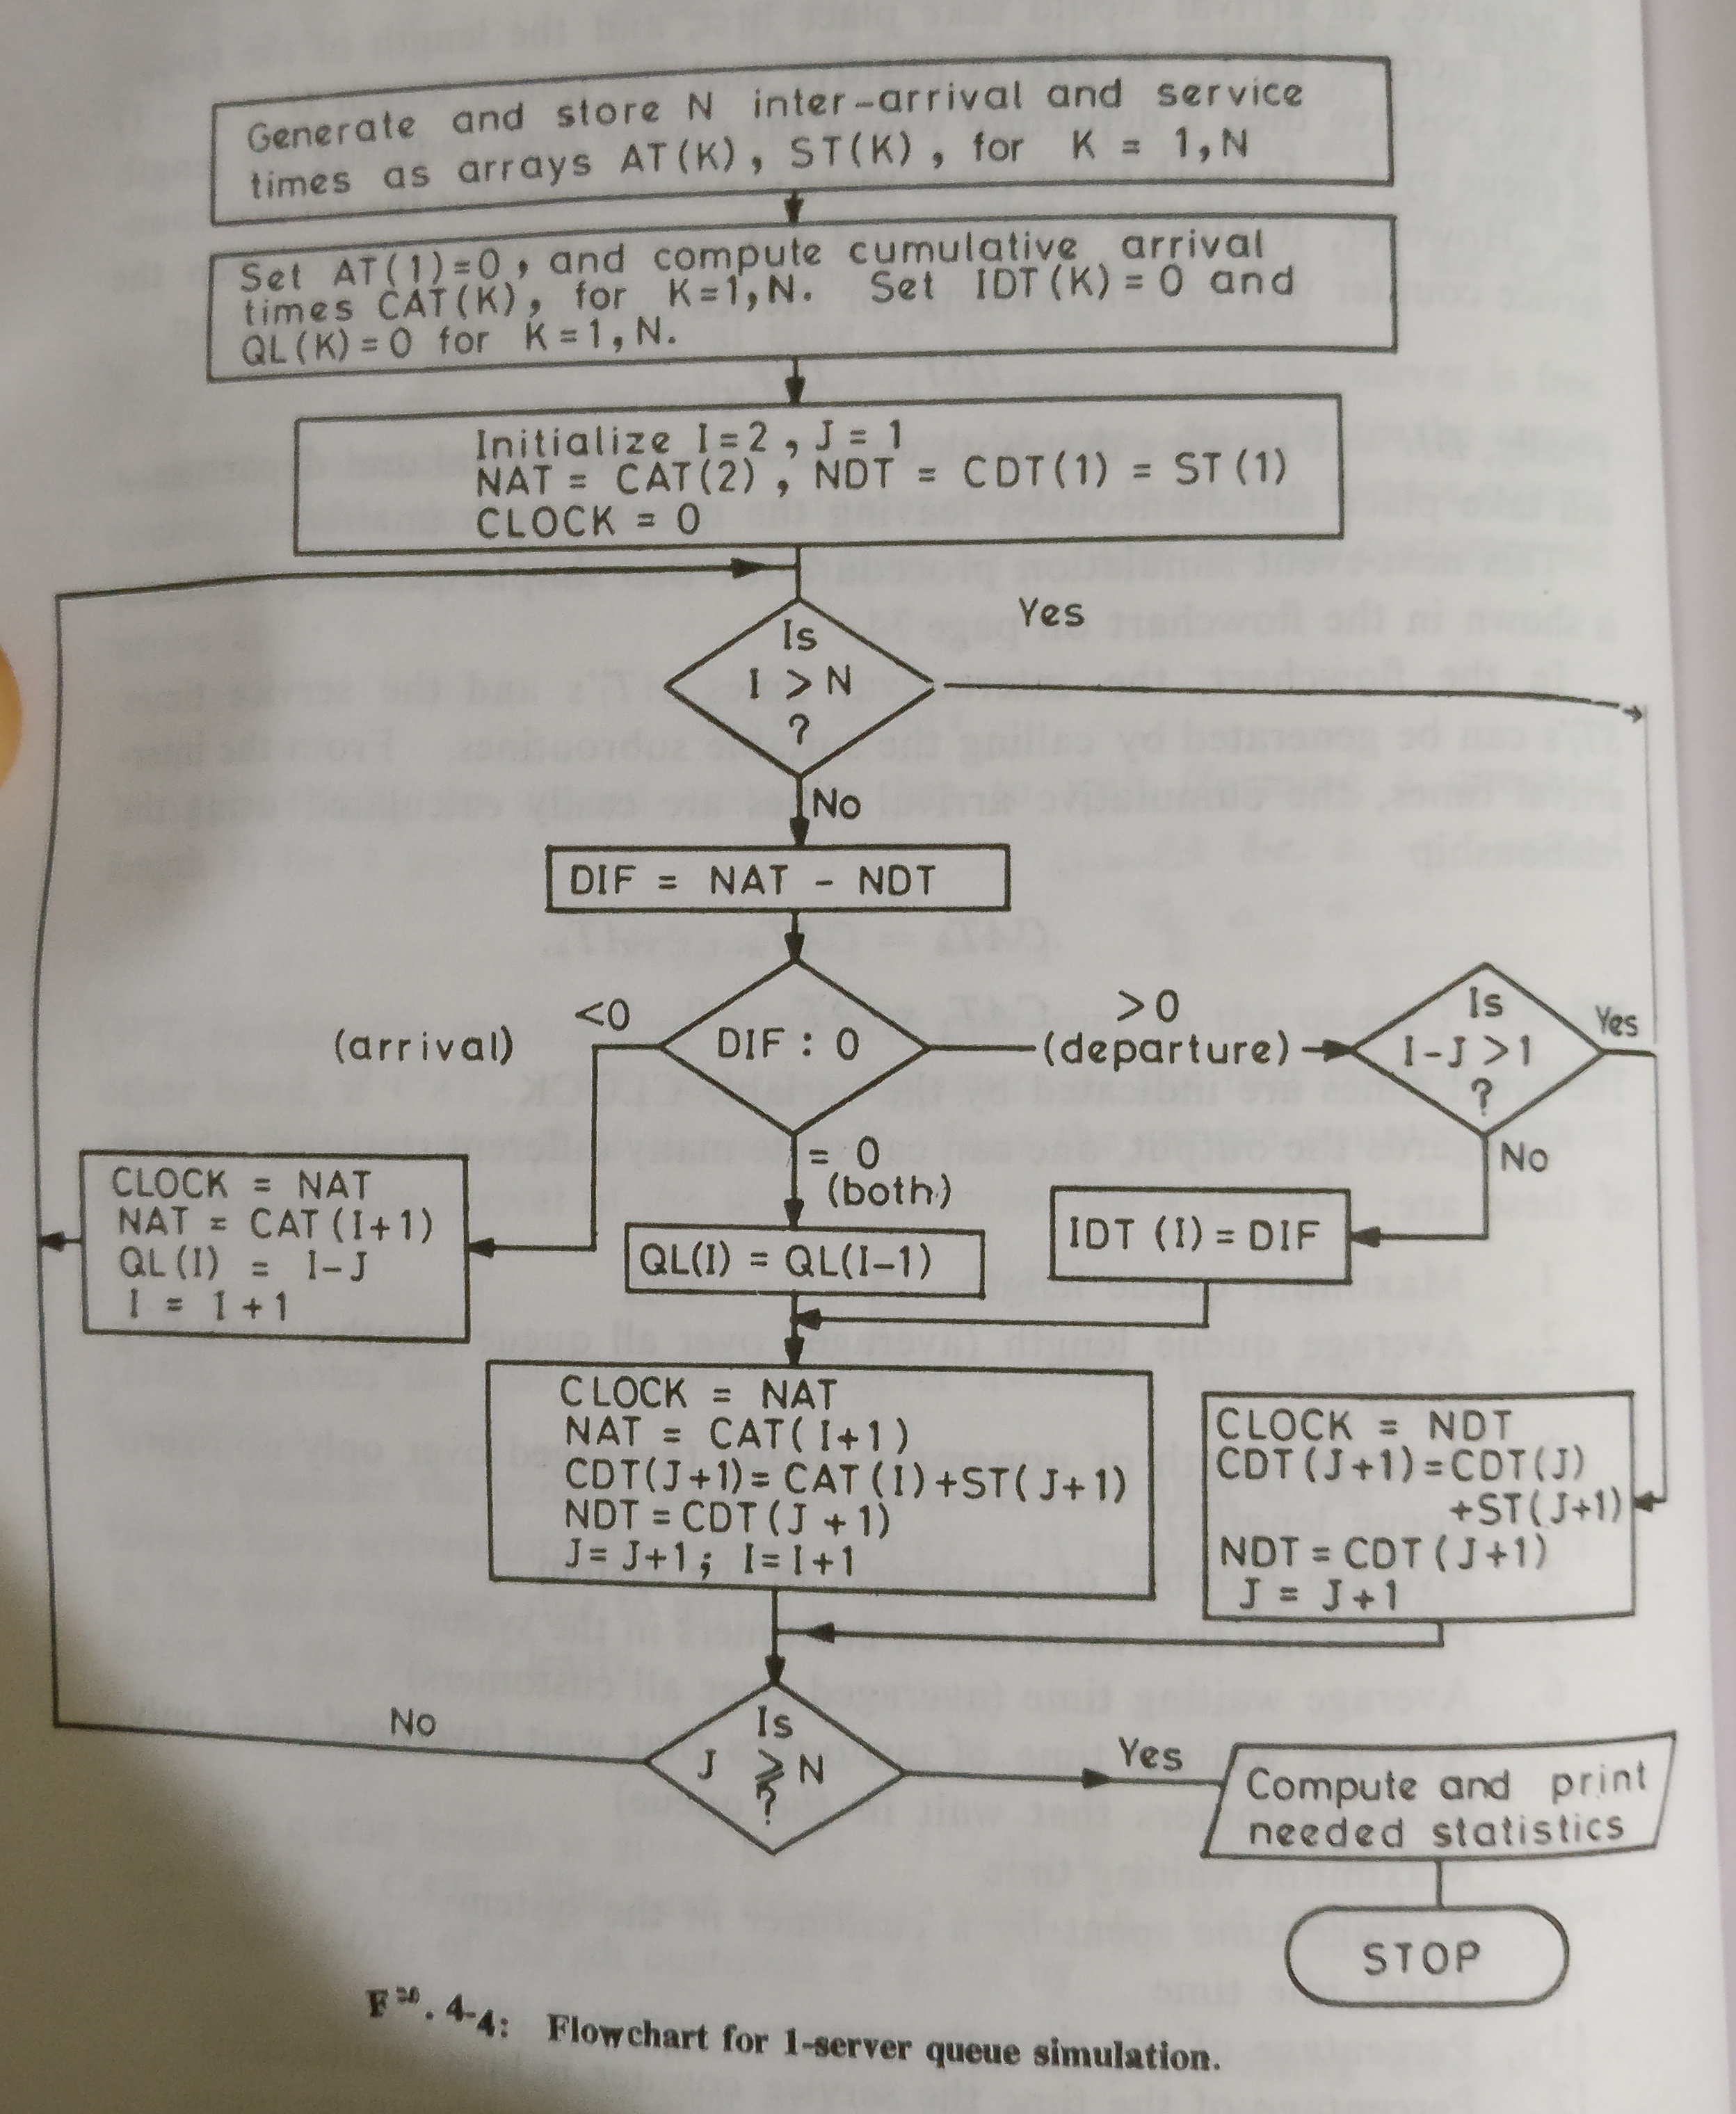 Generate and store N inter-arrival and service
times as arrays AT(K), ST(K), for K = 1,N
Set AT(1)=0, and compute cumulative arrival
times CAT(K), for K=1,N. Set IDT(K)=0 and
QL(K)=0 for K=1,N.
Initialize I=2, J=1
NAT = CAT(2), NDT = CDT(1) = ST(1)
CLOCK = 0
Is
I > N
?
Yes
No
DIF = NAT - NDT
DIF : 0
<0
(arrival)
>0
(departure)
= 0
(both)
Is
I-J >1
?
Yes
No
CLOCK = NAT
NAT = CAT(I+1)
QL(I) = I-J
I = I+1
QL(I) = QL(I-1)
IDT (I) = DIF
CLOCK = NAT
NAT = CAT(I+1)
CDT(J+1)=CAT(I)+ST(J+1)
NDT=CDT(J+1)
J=J+1; I=I+1
CLOCK = NDT
CDT(J+1)=CDT(J)
+ST(J+1)
NDT=CDT(J+1)
J = J+1
Is
J ⩾ N
?
No
Yes
Compute and print
needed statistics
STOP
4-4: Flowchart for 1-server queue simulation.